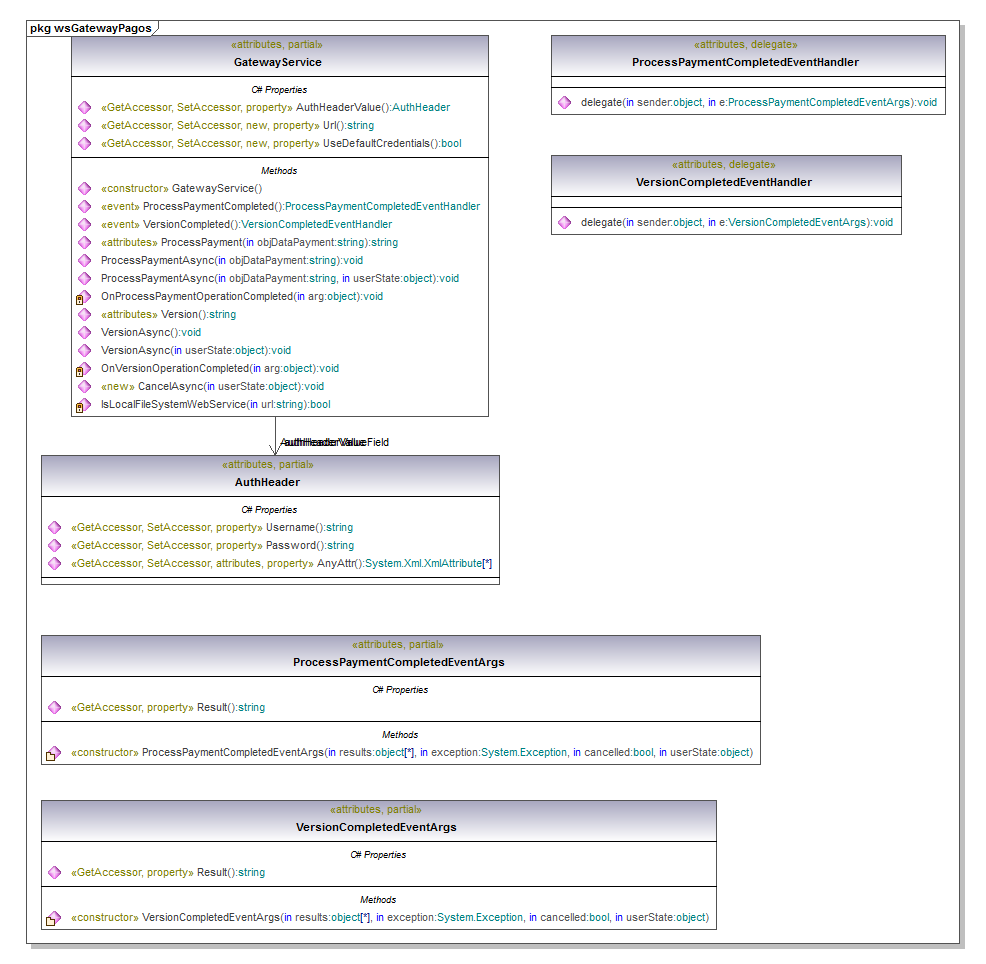 pkg wsGatewayPagos
«attributes, partial»
GatewayService
C# Properties
«GetAccessor, SetAccessor, property» AuthHeaderValue():AuthHeader
«GetAccessor, SetAccessor, new, property» Url():string
«GetAccessor, SetAccessor, new, property» UseDefaultCredentials():bool
Methods
«constructor» GatewayService()
«event» ProcessPaymentCompleted():ProcessPaymentCompletedEventHandler
«event» VersionCompleted():VersionCompletedEventHandler
«attributes» ProcessPayment(in objDataPayment:string):string
ProcessPaymentAsync(in objDataPayment:string):void
ProcessPaymentAsync(in objDataPayment:string, in userState:object):void
OnProcessPaymentOperationCompleted(in arg:object):void
«attributes» Version():string
VersionAsync():void
VersionAsync(in userState:object):void
OnVersionOperationCompleted(in arg:object):void
«new» CancelAsync(in userState:object):void
IsLocalFileSystemWebService(in url:string):bool
«attributes, delegate»
ProcessPaymentCompletedEventHandler
delegate(in sender:object, in e:ProcessPaymentCompletedEventArgs):void
«attributes, delegate»
VersionCompletedEventHandler
delegate(in sender:object, in e:VersionCompletedEventArgs):void
«attributes, partial»
AuthHeader
C# Properties
«GetAccessor, SetAccessor, property» Username():string
«GetAccessor, SetAccessor, property» Password():string
«GetAccessor, SetAccessor, attributes, property» AnyAttr():System.Xml.XmlAttribute[*]
«attributes, partial»
ProcessPaymentCompletedEventArgs
C# Properties
«GetAccessor, property» Result():string
Methods
«constructor» ProcessPaymentCompletedEventArgs(in results:object[*], in exception:System.Exception, in cancelled:bool, in userState:object)
«attributes, partial»
VersionCompletedEventArgs
C# Properties
«GetAccessor, property» Result():string
Methods
«constructor» VersionCompletedEventArgs(in results:object[*], in exception:System.Exception, in cancelled:bool, in userState:object)